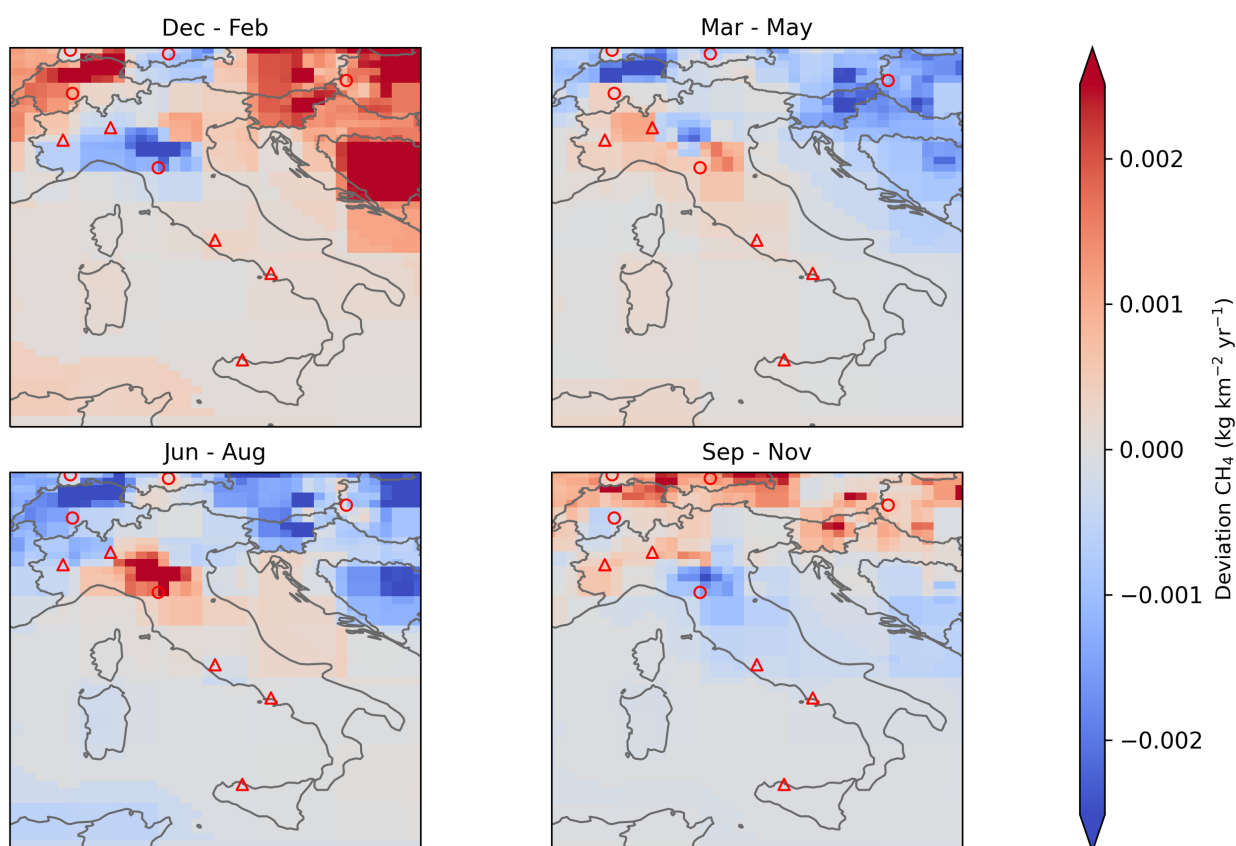 Dec - Feb
Mar - May
Jun - Aug
Sep - Nov
0.002
0.001
0.000
−0.001
−0.002
Deviation CH₄ (kg km⁻² yr⁻¹)